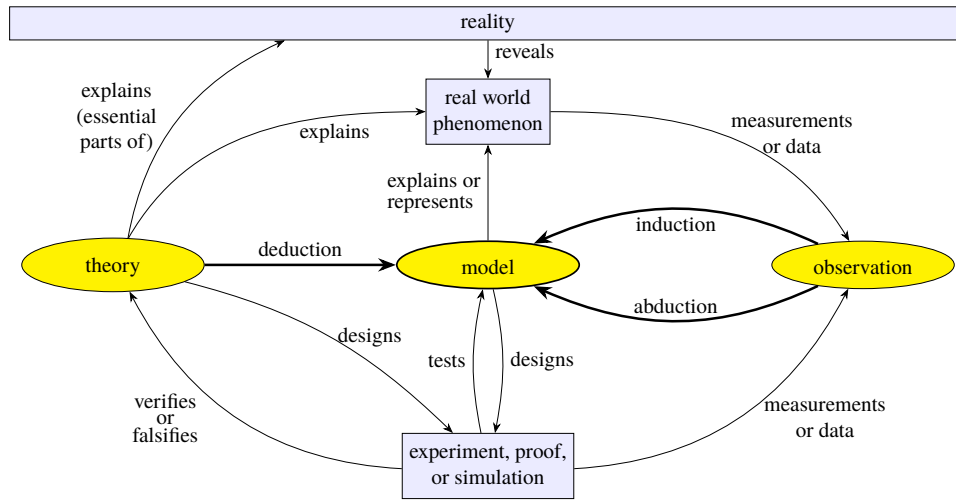 reality
reveals
explains
(essential
parts of)
real world
phenomenon
explains
measurements
or data
explains or
represents
induction
deduction
theory
model
observation
abduction
designs
tests
designs
verifies
or
falsifies
measurements
or data
experiment, proof,
or simulation